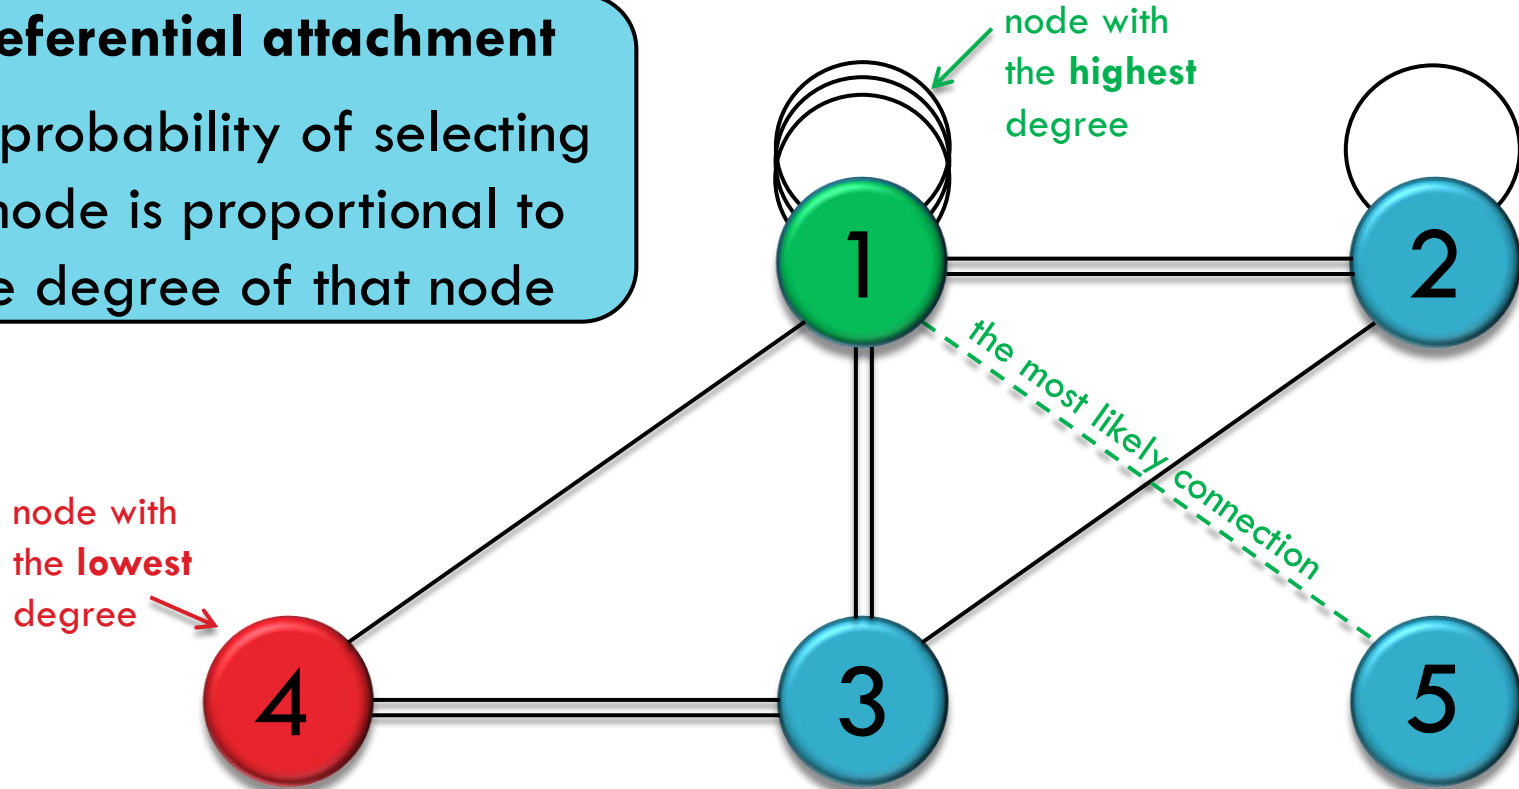 eferential attachment
probability of selecting
node is proportional to
e degree of that node
node with
the highest
degree
1
2
the most likely connection
node with
the lowest
degree
4
3
5